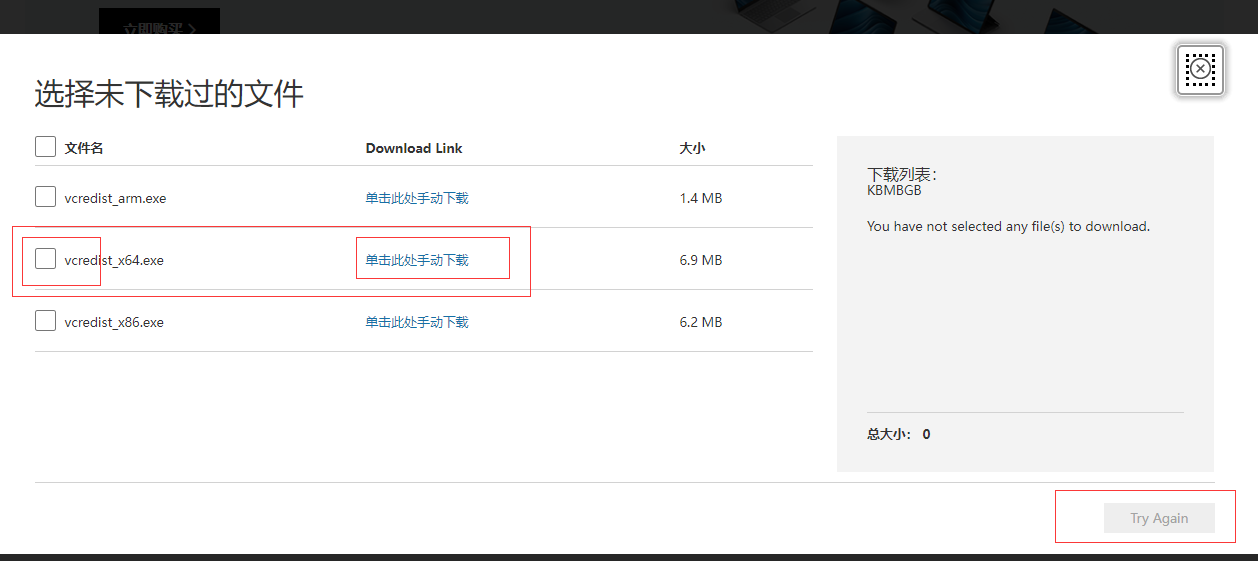 立即购买 >
选择未下载过的文件
文件名 Download Link 大小
vcredist_arm.exe 单击此处手动下载 1.4 MB
vcredist_x64.exe 单击此处手动下载 6.9 MB
vcredist_x86.exe 单击此处手动下载 6.2 MB
下载列表：
KBMBGB
You have not selected any file(s) to download.
总大小： 0
Try Again